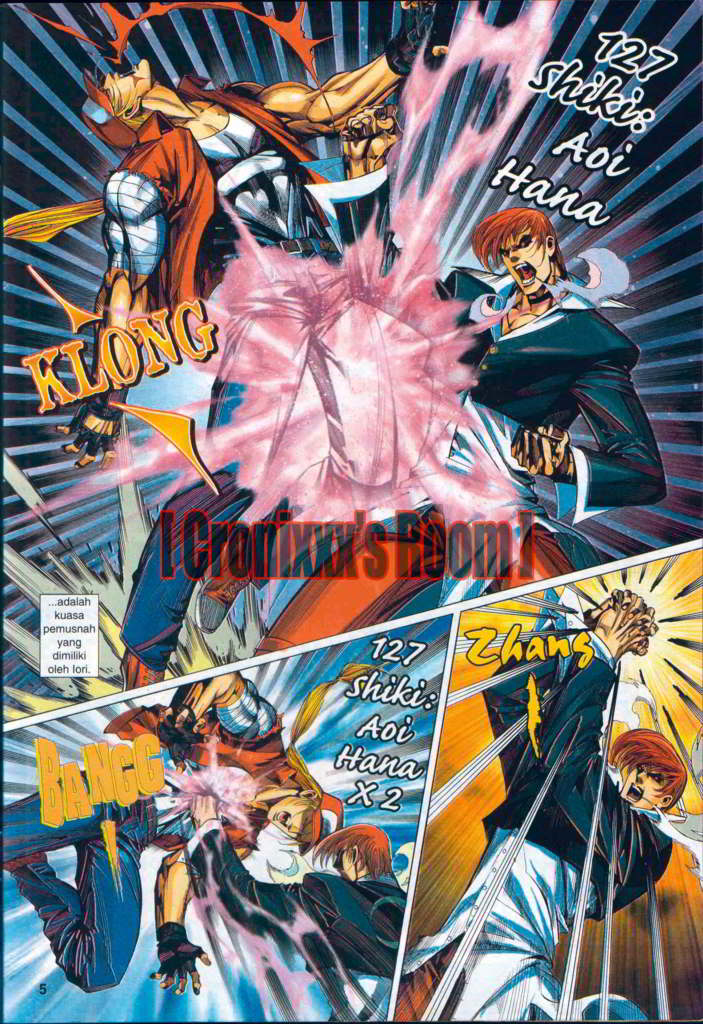 127
Shiki:
Aoi
Hana
KLONG
[ Cronixxx's Room ]
...adalah
kuasa
pemusnah
yang
dimiliki
oleh Iori.
127
Shiki:
Aoi
Hana
X 2
BANGG
!
Zhang
!
5